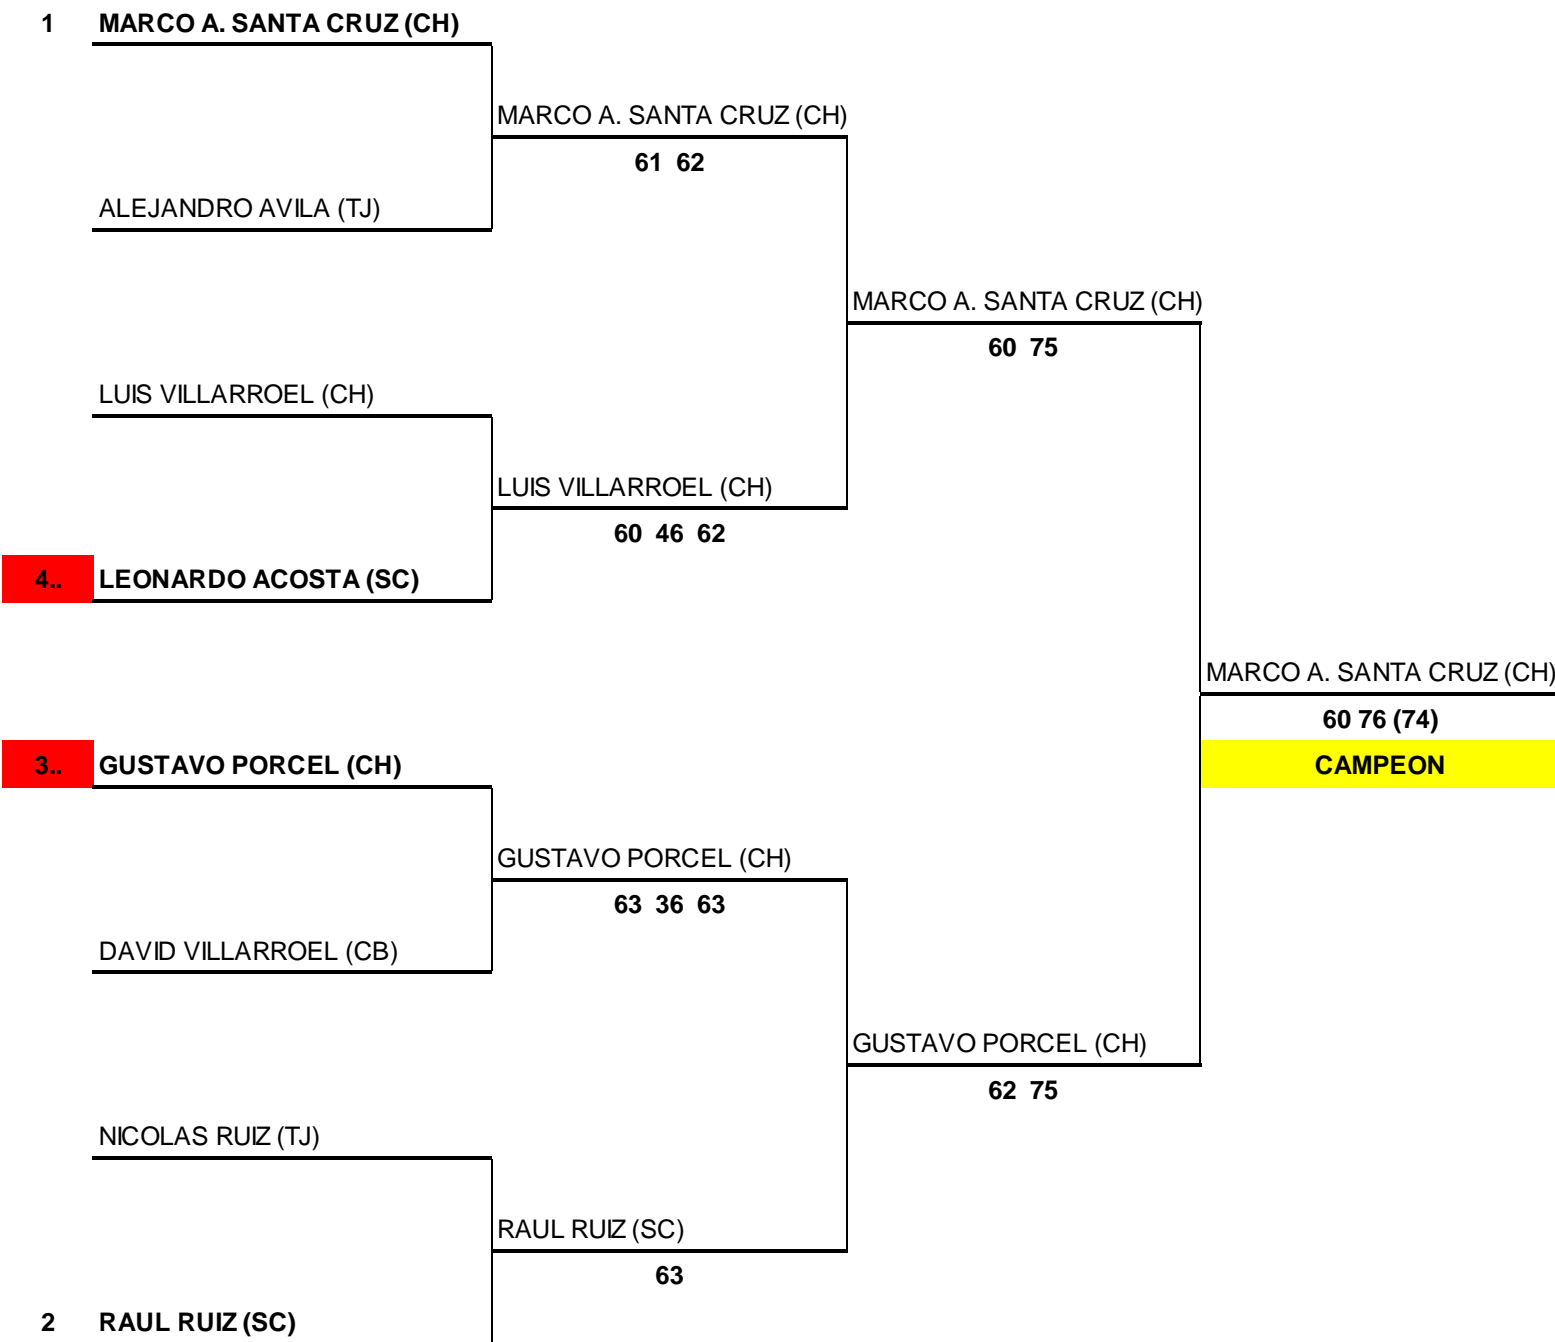 1 MARCO A. SANTA CRUZ (CH)
MARCO A. SANTA CRUZ (CH)
61 62
ALEJANDRO AVILA (TJ)
MARCO A. SANTA CRUZ (CH)
60 75
LUIS VILLARROEL (CH)
LUIS VILLARROEL (CH)
60 46 62
4.. LEONARDO ACOSTA (SC)
MARCO A. SANTA CRUZ (CH)
60 76 (74)
3.. GUSTAVO PORCEL (CH)
CAMPEON
GUSTAVO PORCEL (CH)
63 36 63
DAVID VILLARROEL (CB)
GUSTAVO PORCEL (CH)
62 75
NICOLAS RUIZ (TJ)
RAUL RUIZ (SC)
63
2 RAUL RUIZ (SC)